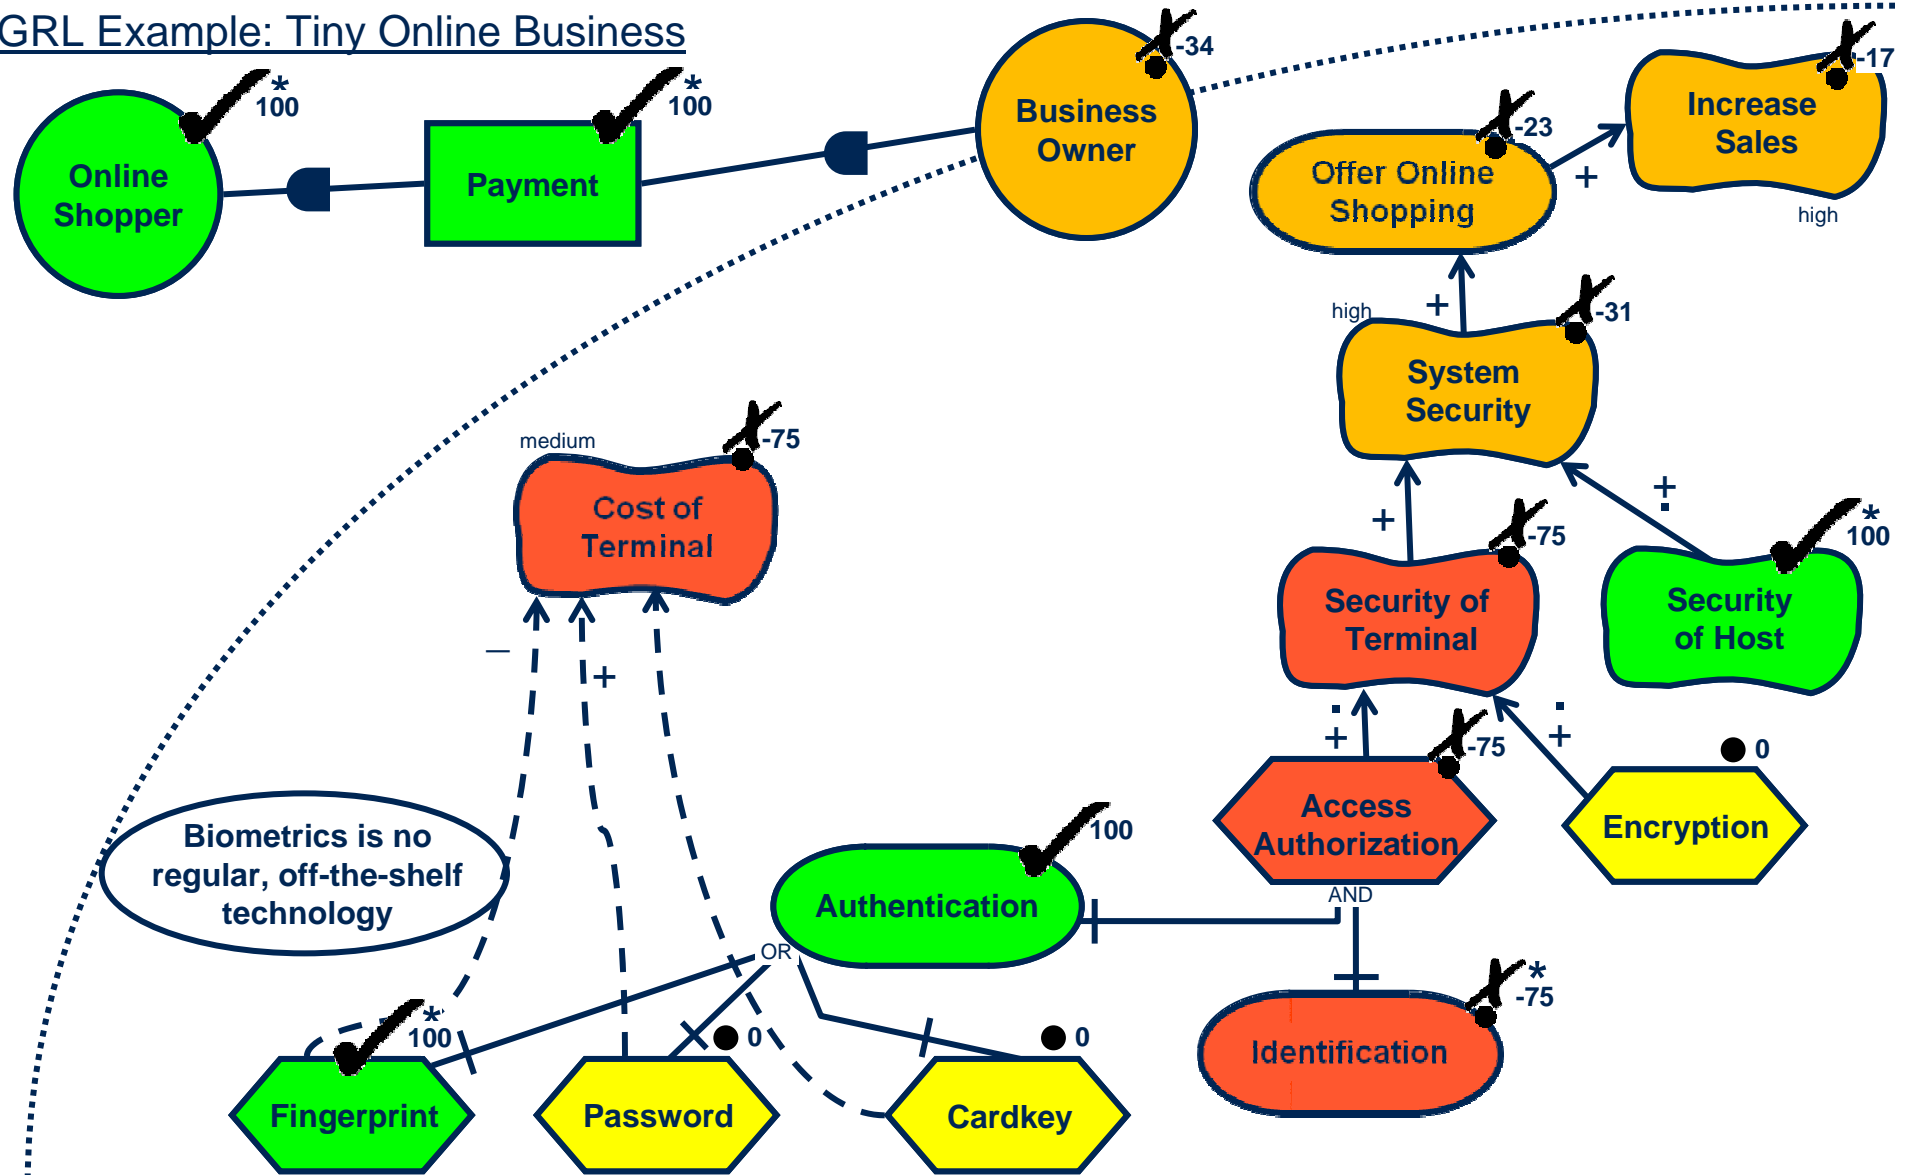 GRL Example: Tiny Online Business
*
100
Online
Shopper
*
100
Payment
-34
Business
Owner
-17
Increase
Sales
high
-23
Offer Online
Shopping
+
+
high
-31
System
Security
medium
-75
Cost of
Terminal
+
+
-75
Security of
Terminal
*
100
Security
of Host
–
+
+
+
-75
Access
Authorization
0
Encryption
Biometrics is no
regular, off-the-shelf
technology
100
Authentication
AND
OR
*
-75
Identification
*
100
Fingerprint
0
Password
0
Cardkey